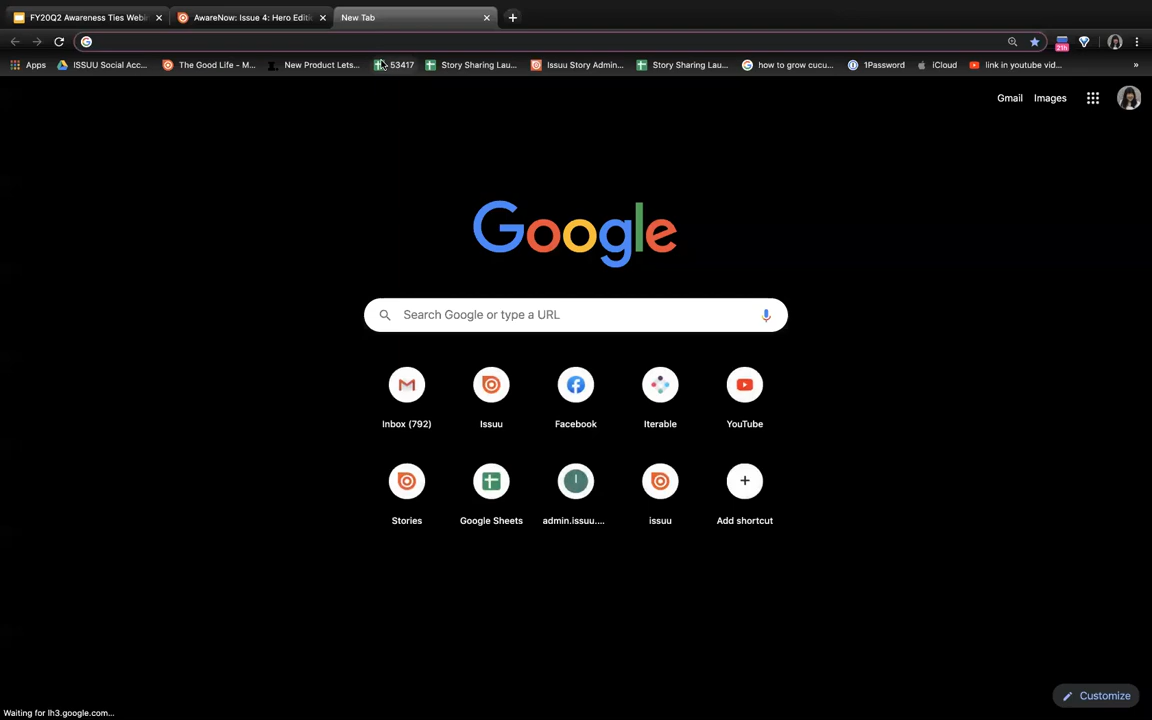 FY20Q2 Awareness Ties Webi
AwareNow: Issue 4: Hero Editi
New Tab
21h
Apps
ISSUU Social Acc...
The Good Life - M...
New Product Lets...
53417
Story Sharing Lau...
Issuu Story Admin...
Story Sharing Lau...
how to grow cucu...
1Password
iCloud
link in youtube vid...
»
Gmail
Images
Google
Search Google or type a URL
Inbox (792)
Issuu
Facebook
Iterable
YouTube
Stories
Google Sheets
admin.issuu....
issuu
Add shortcut
Customize
Waiting for lh3.google.com...